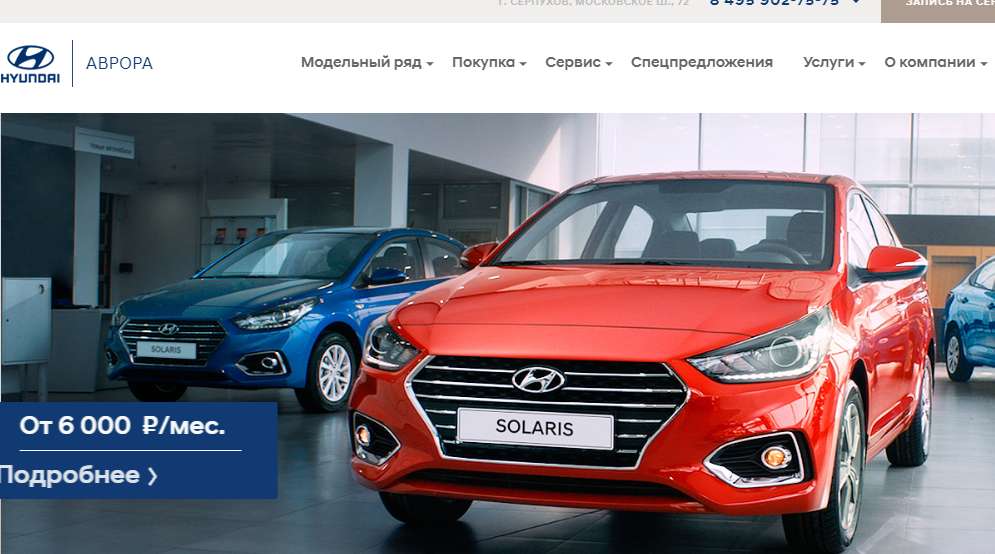 Г. СЕРПУХОВ, МОСКОВСКОЕ Ш., 72
8 495 902-75-75
ЗАПИСЬ НА СЕР
HYUNDAI
АВРОРА
Модельный ряд
Покупка
Сервис
Спецпредложения
Услуги
О компании
SOLARIS
SOLARIS
От 6 000 ₽/мес.
Подробнее